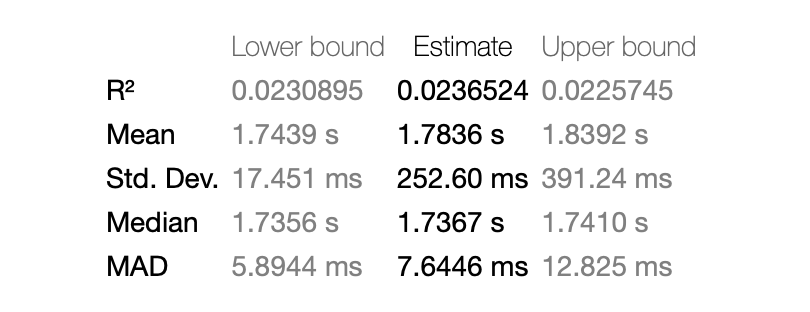 Lower bound Estimate Upper bound
R² 0.0230895 0.0236524 0.0225745
Mean 1.7439 s 1.7836 s 1.8392 s
Std. Dev. 17.451 ms 252.60 ms 391.24 ms
Median 1.7356 s 1.7367 s 1.7410 s
MAD 5.8944 ms 7.6446 ms 12.825 ms